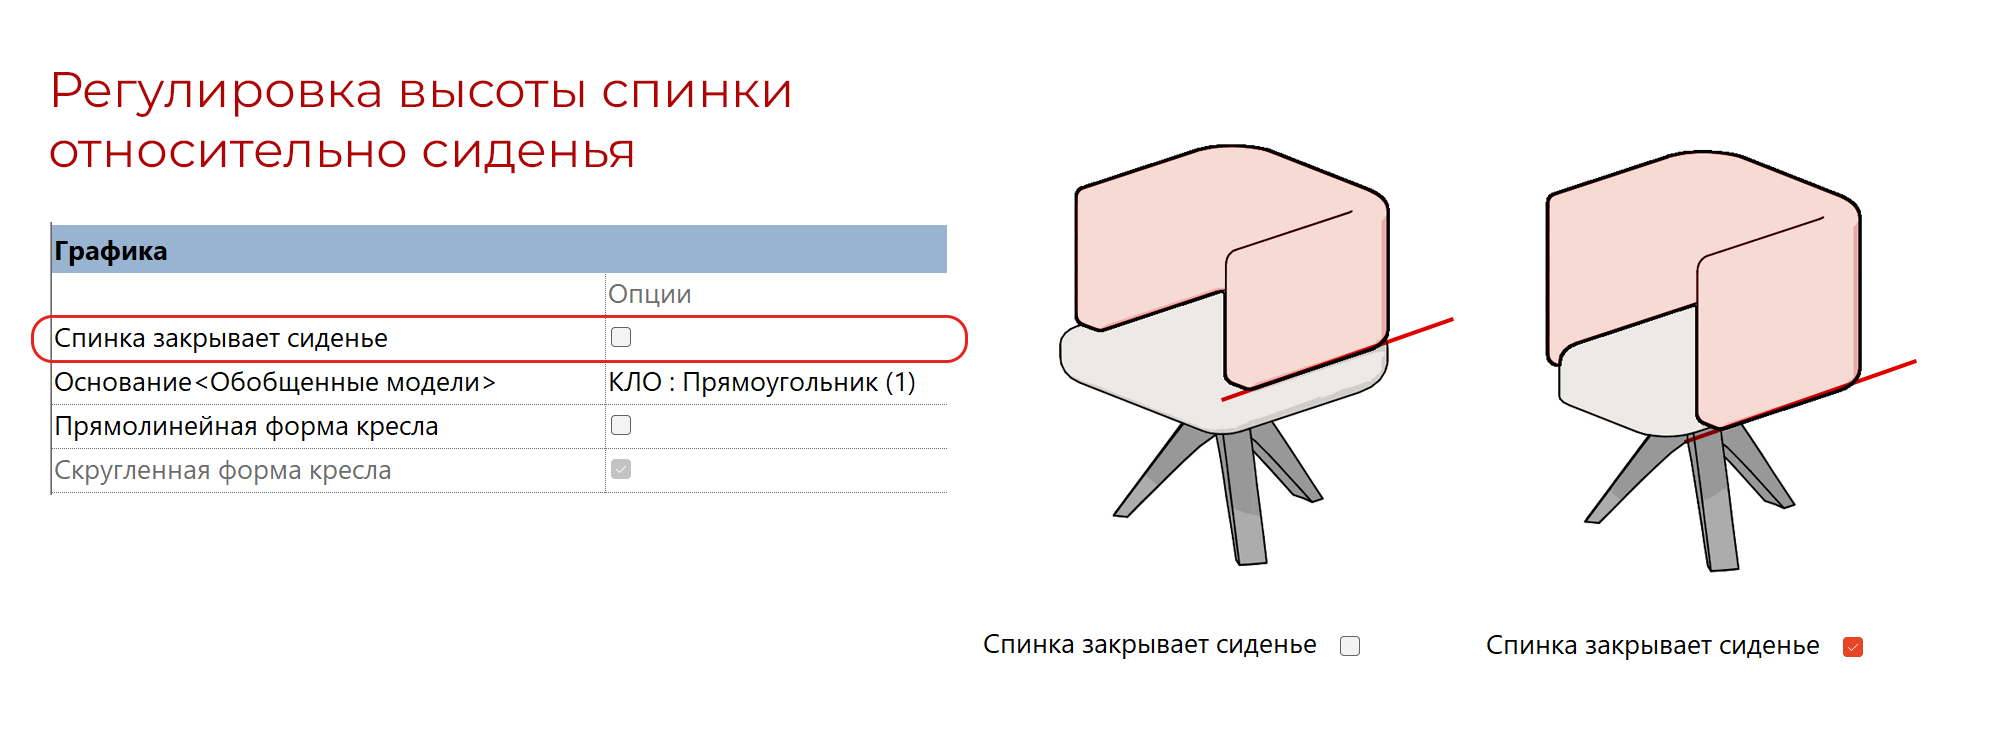 Регулировка высоты спинки
относительно сиденья
Графика
Опции
Спинка закрывает сиденье
Основание<Обобщенные модели> КЛО : Прямоугольник (1)
Прямолинейная форма кресла
Скругленная форма кресла
Спинка закрывает сиденье
Спинка закрывает сиденье